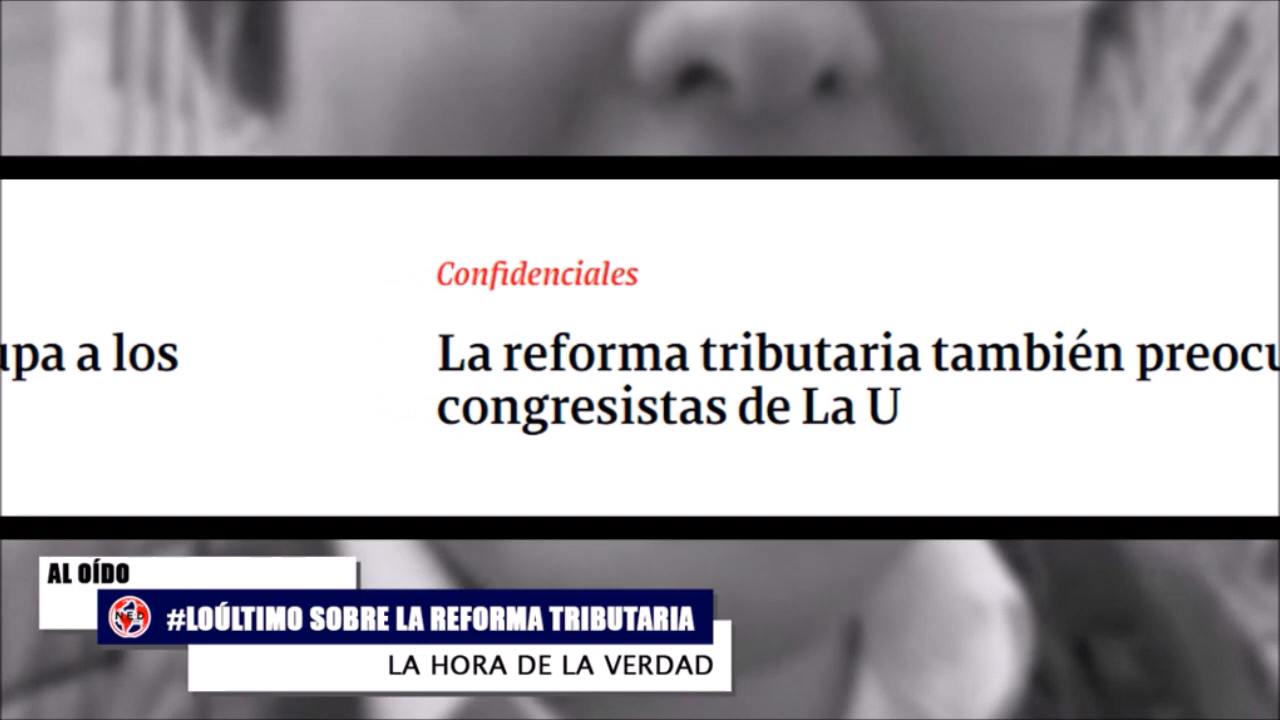 Confidenciales
upa a los
La reforma tributaria también preocu
congresistas de La U
AL OÍDO
#LOÚLTIMO SOBRE LA REFORMA TRIBUTARIA
LA HORA DE LA VERDAD